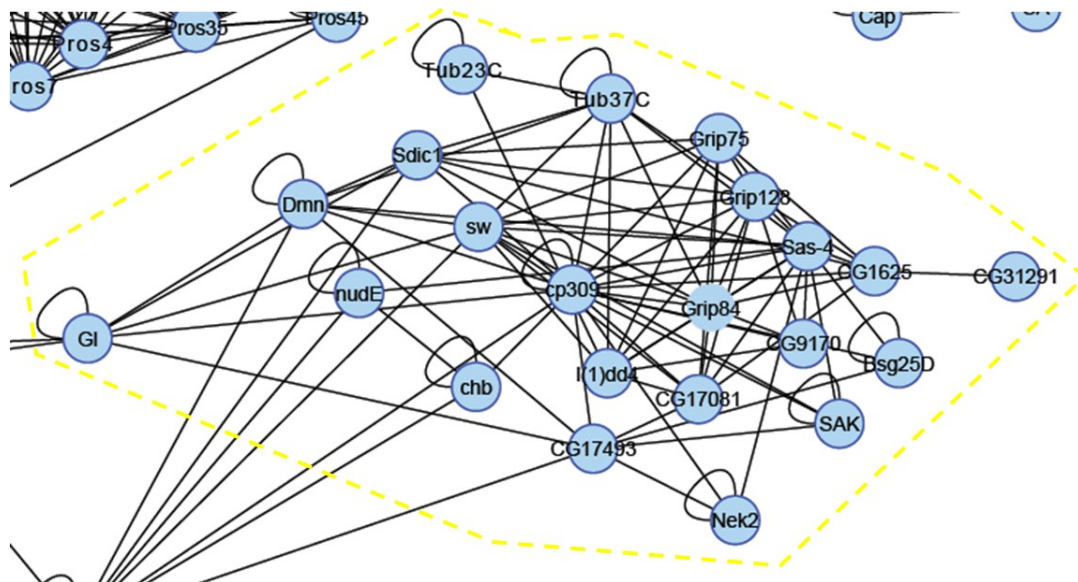 Pros45
Pros35
Pros4
ros7
Cap
Tub23C
Tub37C
Grip75
Sdic1
Grip128
Dmn
sw
Sas-4
CG1625
CG31291
nudE
cp309
Grip84
Gl
CG9170
Bsg25D
l(1)dd4
chb
CG17081
SAK
CG17493
Nek2